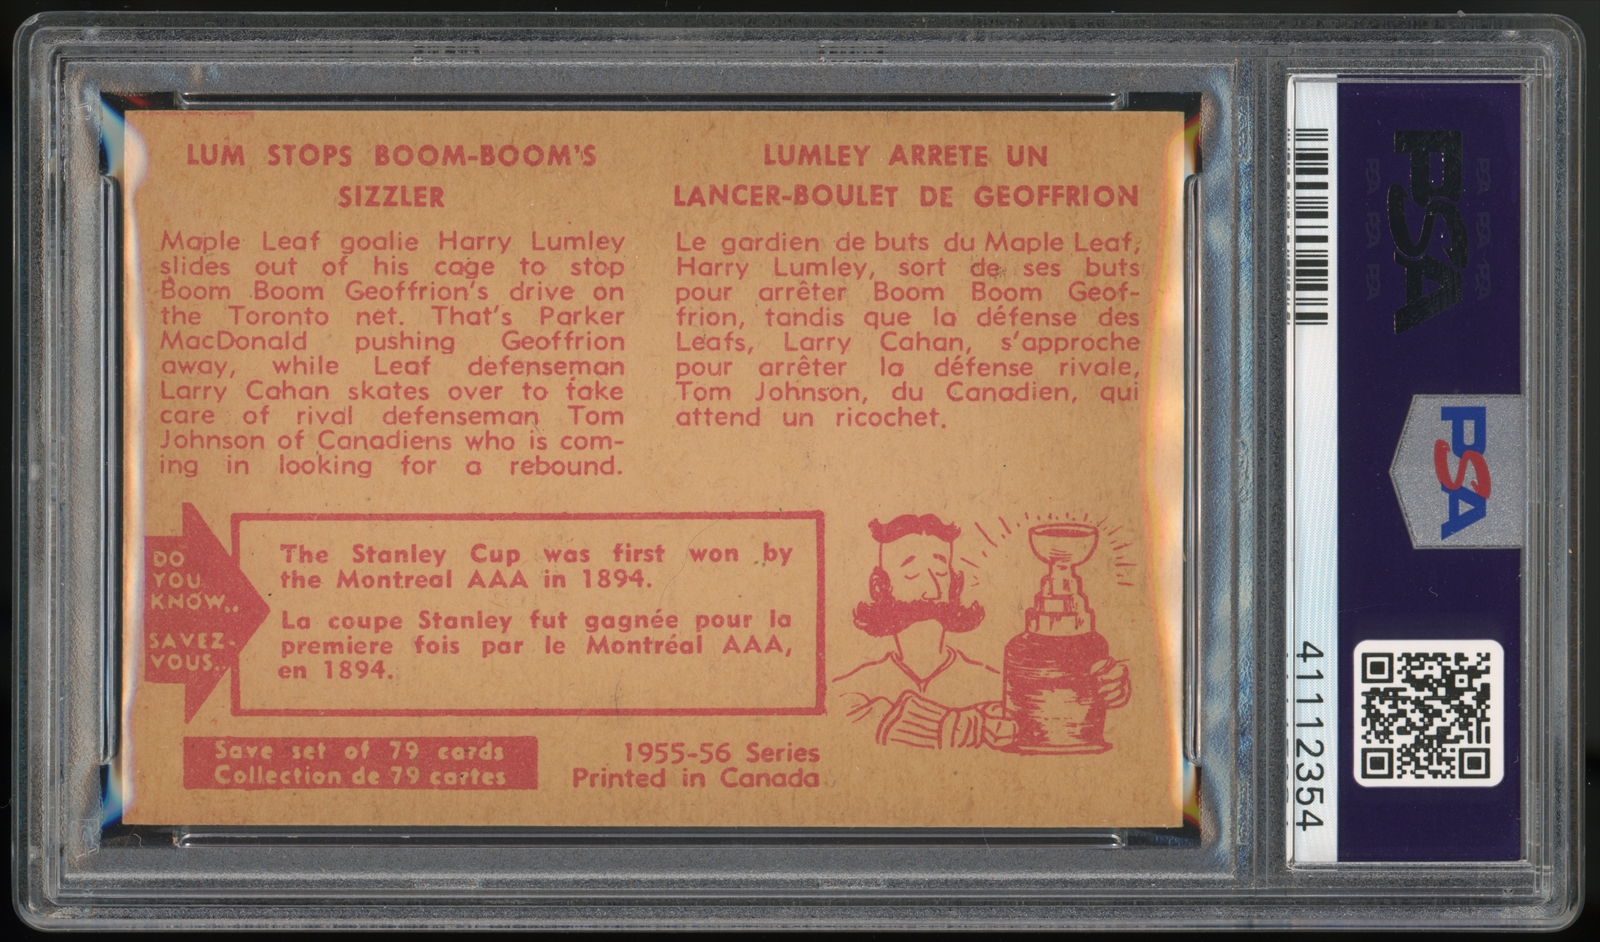 LUM STOPS BOOM-BOOM'S
SIZZLER
Maple Leaf goalie Harry Lumley
slides out of his cage to stop
Boom Boom Geoffrion's drive on
the Toronto net. That's Parker
MacDonald pushing Geoffrion
away, while Leaf defenseman
Larry Cahan skates over to take
care of rival defenseman Tom
Johnson of Canadiens who is com-
ing in looking for a rebound.
LUMLEY ARRETE UN
LANCER-BOULET DE GEOFFRION
Le gardien de buts du Maple Leaf,
Harry Lumley, sort de ses buts
pour arrêter Boom Boom Geof-
frion, tandis que la défense des
Leafs, Larry Cahan, s'approche
pour arrêter la défense rivale,
Tom Johnson, du Canadien, qui
attend un ricochet.
DO
YOU
KNOW..
SAVEZ-
VOUS..
The Stanley Cup was first won by
the Montreal AAA in 1894.
La coupe Stanley fut gagnée pour la
premiere fois par le Montréal AAA,
en 1894.
Save set of 79 cards
Collection de 79 cartes
1955-56 Series
Printed in Canada
PSA
PSA
41112354